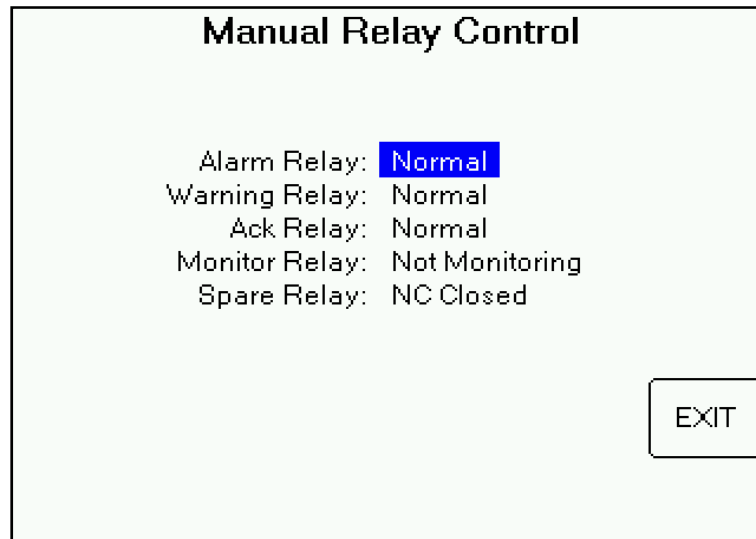 Manual Relay Control
Alarm Relay: Normal
Warning Relay: Normal
Ack Relay: Normal
Monitor Relay: Not Monitoring
Spare Relay: NC Closed
EXIT